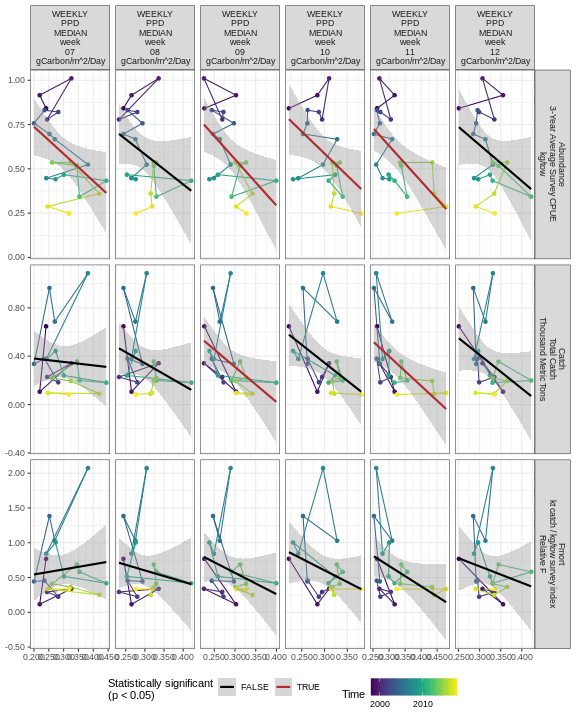 WEEKLY PPD MEDIAN week 07 gCarbon/m^2/Day
WEEKLY PPD MEDIAN week 08 gCarbon/m^2/Day
WEEKLY PPD MEDIAN week 09 gCarbon/m^2/Day
WEEKLY PPD MEDIAN week 10 gCarbon/m^2/Day
WEEKLY PPD MEDIAN week 11 gCarbon/m^2/Day
WEEKLY PPD MEDIAN week 12 gCarbon/m^2/Day
1.00
0.75
0.50
0.25
0.00
Abundance
3-Year Average Survey CPUE
kg/tow
0.80
0.40
0.00
-0.40
Catch
Total Catch
Thousand Metric Tons
2.00
1.50
1.00
0.50
0.00
-0.50
Fmort
kt catch / kg/tow survey index
Relative F
0.200 0.250 0.300 0.350 0.400 0.450
0.250 0.300 0.350 0.400
0.250 0.300 0.350 0.400
0.250 0.300 0.350
0.250 0.300 0.350 0.400 0.450
0.250 0.300 0.350 0.400
Statistically significant
(p < 0.05)
FALSE
TRUE
Time
2000
2010